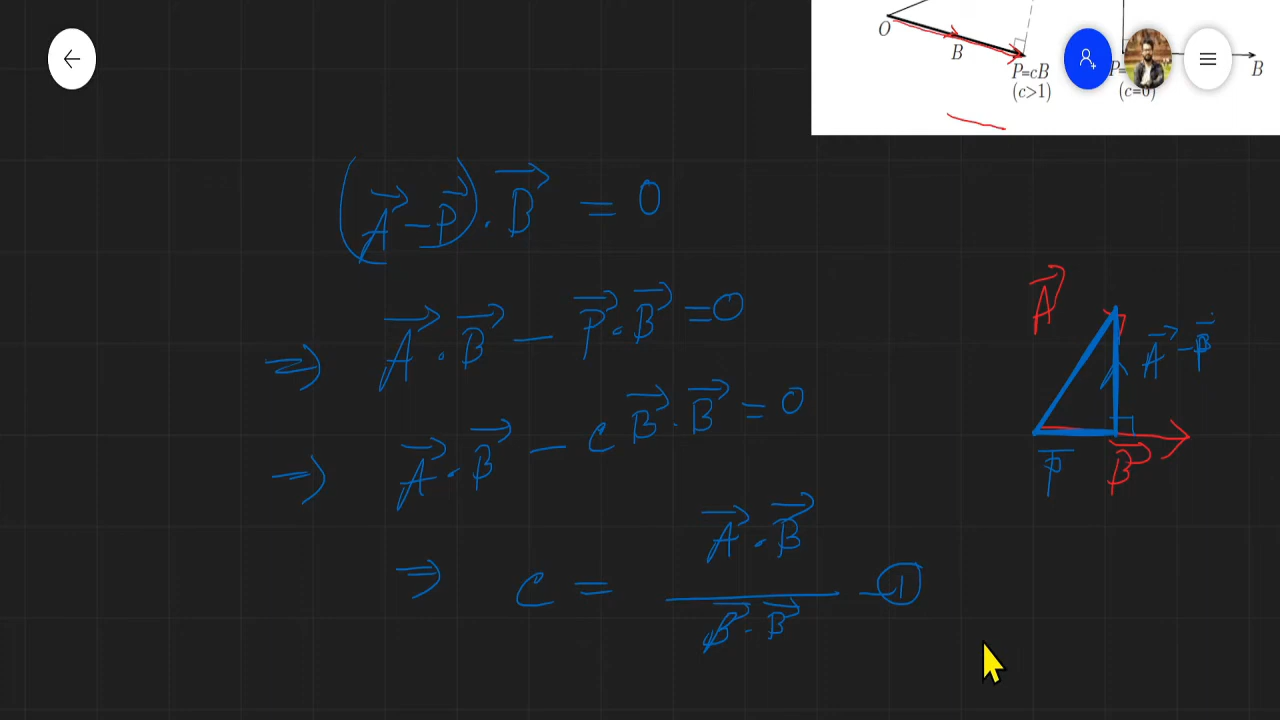 O
B
P=cB
(c>1)
P=
(c=0)
B
(A⃗ − P⃗) · B⃗ = 0
⇒ A⃗ · B⃗ − P⃗ · B⃗ = 0
⇒ A⃗ · B⃗ − c B⃗ · B⃗ = 0
⇒ c = (A⃗ · B⃗) / (B⃗ · B⃗) — ①
A⃗
A⃗ − P⃗
P⃗
B⃗